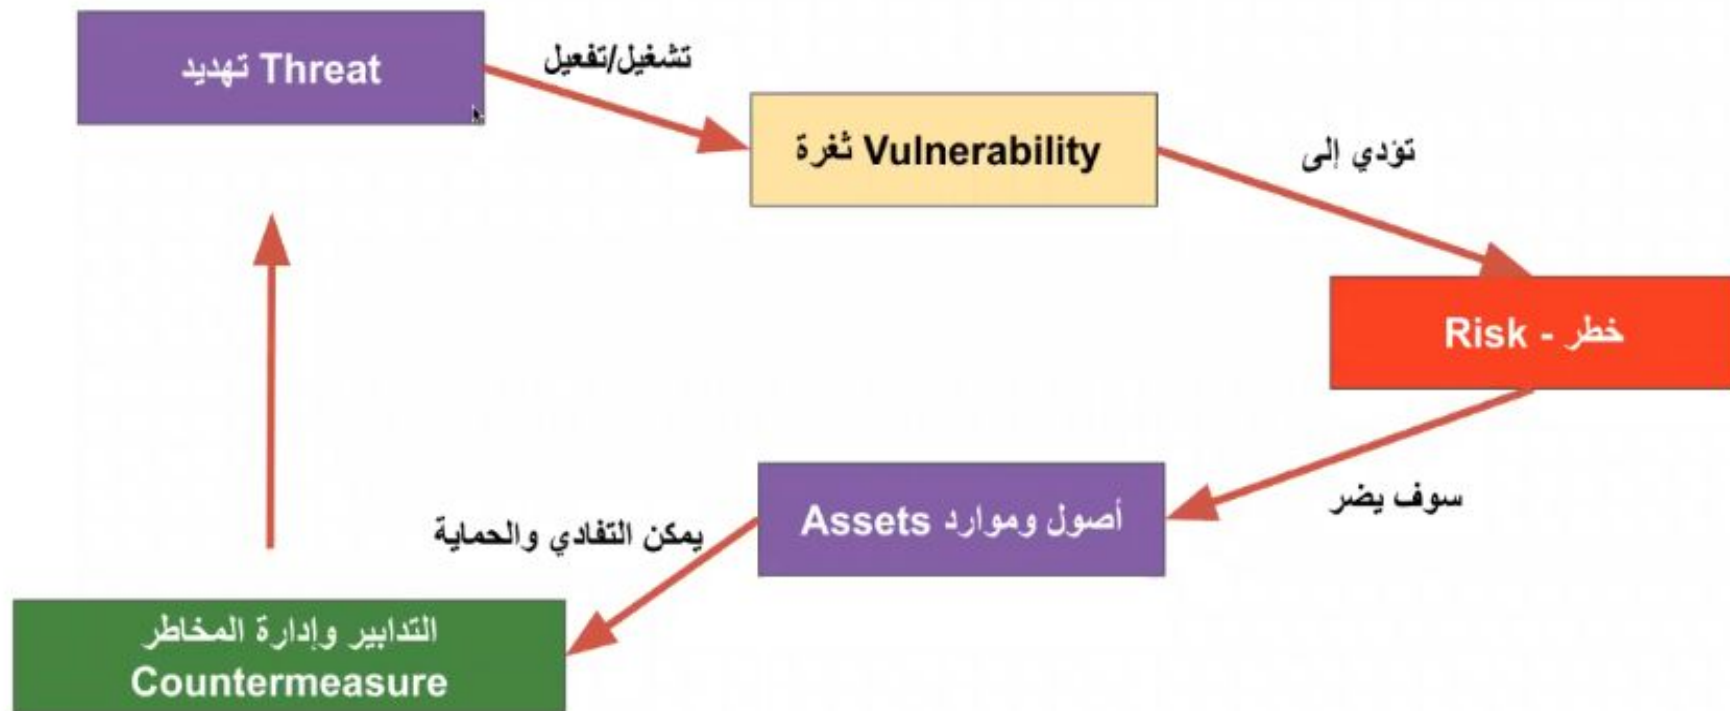 تهديد Threat
تشغيل/تفعيل
ثغرة Vulnerability
تؤدي إلى
Risk - خطر
سوف يضر
أصول وموارد Assets
يمكن التفادي والحماية
التدابير وإدارة المخاطر
Countermeasure